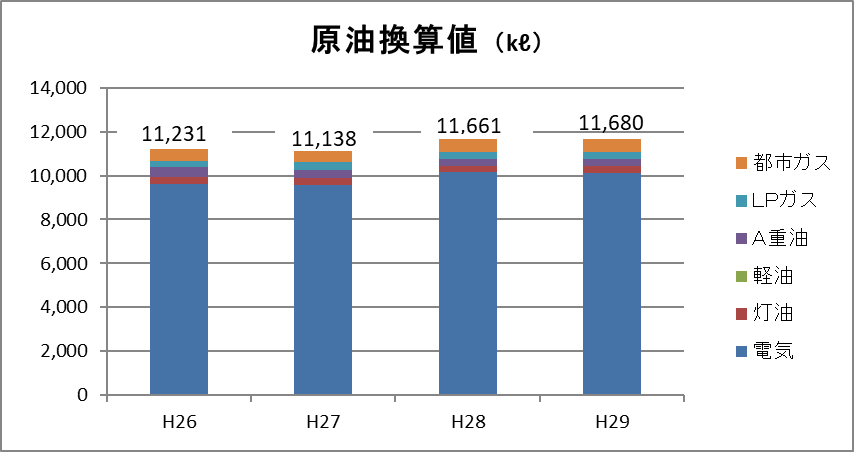 原油換算値（kℓ）
14,000
12,000
10,000
8,000
6,000
4,000
2,000
0
11,231
11,138
11,661
11,680
H26
H27
H28
H29
都市ガス
ＬＰガス
Ａ重油
軽油
灯油
電気